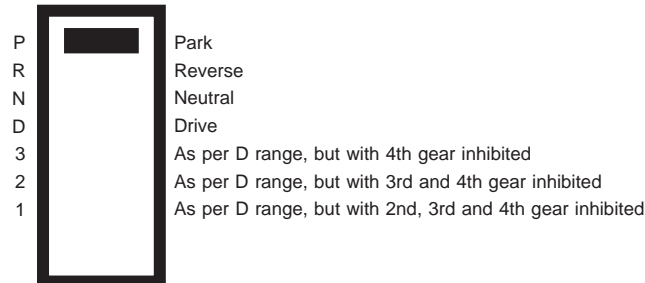 P Park
R Reverse
N Neutral
D Drive
3 As per D range, but with 4th gear inhibited
2 As per D range, but with 3rd and 4th gear inhibited
1 As per D range, but with 2nd, 3rd and 4th gear inhibited